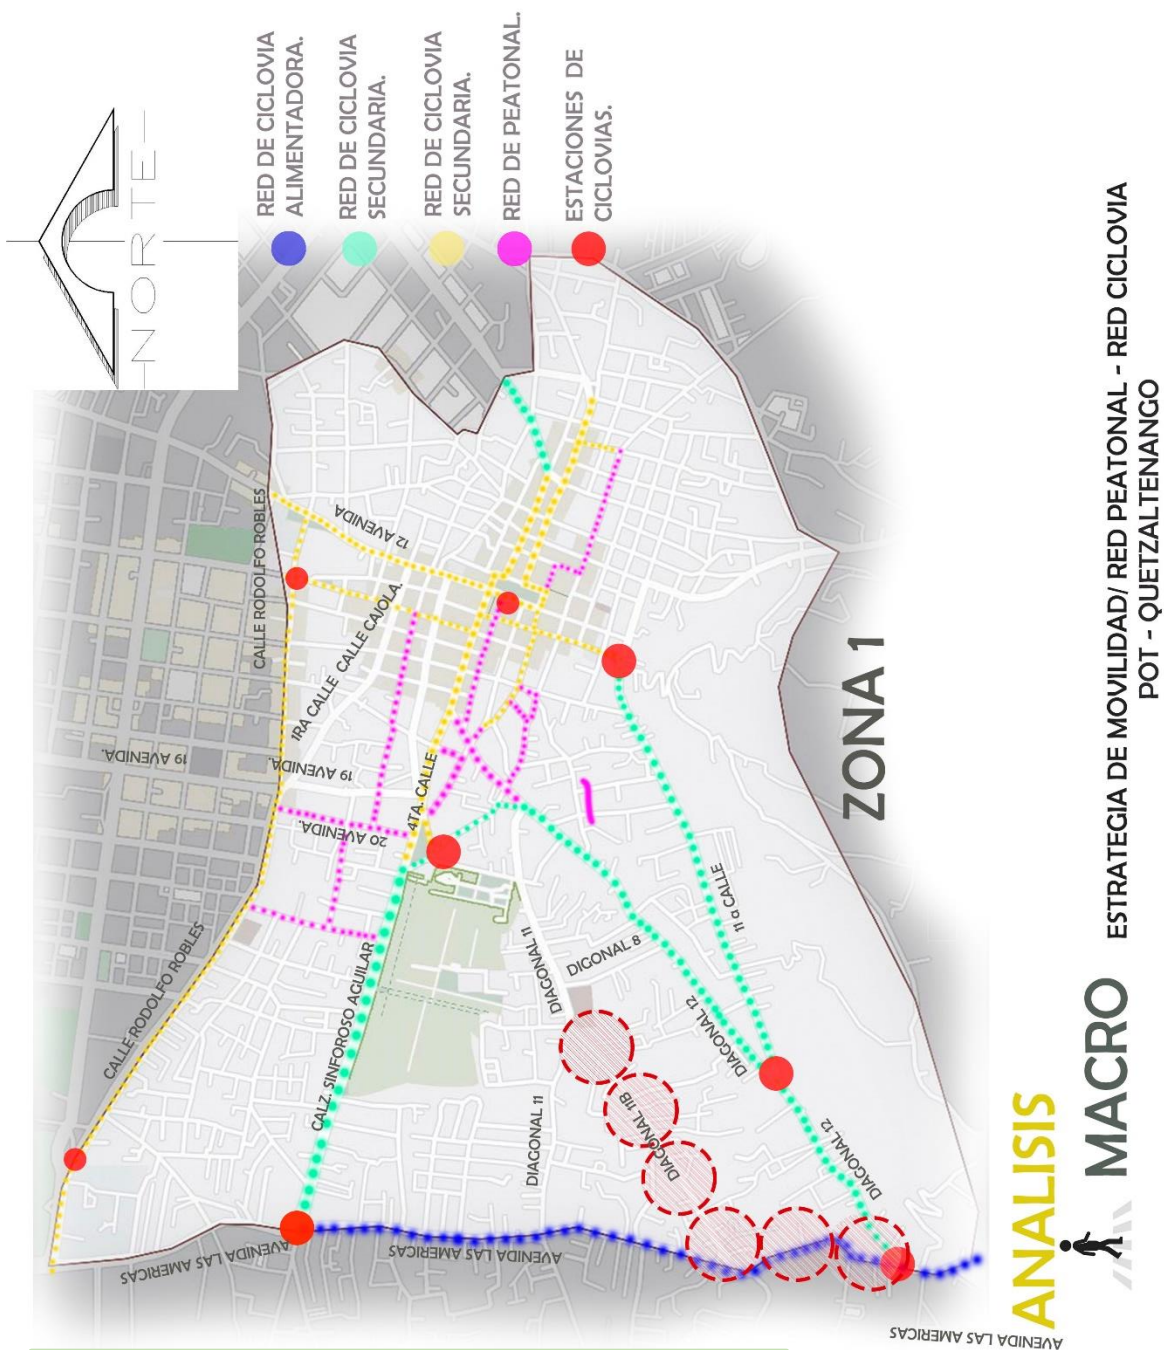 -NORTE-
RED DE CICLOVIA
ALIMENTADORA.
RED DE CICLOVIA
SECUNDARIA.
RED DE CICLOVIA
SECUNDARIA.
RED DE PEATONAL.
ESTACIONES DE
CICLOVIAS.
CALLE RODOLFO ROBLES
12 AVENIDA
1RA CALLE CALLE CAJOLA.
19 AVENIDA.
19 AVENIDA
20 AVENIDA.
4TA. CALLE
CALLE RODOLFO ROBLES
CALZ. SINFOROSO AGUILAR
DIAGONAL 11
DIGONAL 8
11 a CALLE
DIAGONAL 12
DIAGONAL 11
DIAGONAL 11B
DIAGONAL
DIAGONAL 12
AVENIDA LAS AMERICAS
AVENIDA
AVENIDA LAS AMERICAS
AVENIDA LAS AMERICAS
ZONA 1
ANALISIS
MACRO
ESTRATEGIA DE MOVILIDAD/ RED PEATONAL - RED CICLOVIA
POT - QUETZALTENANGO